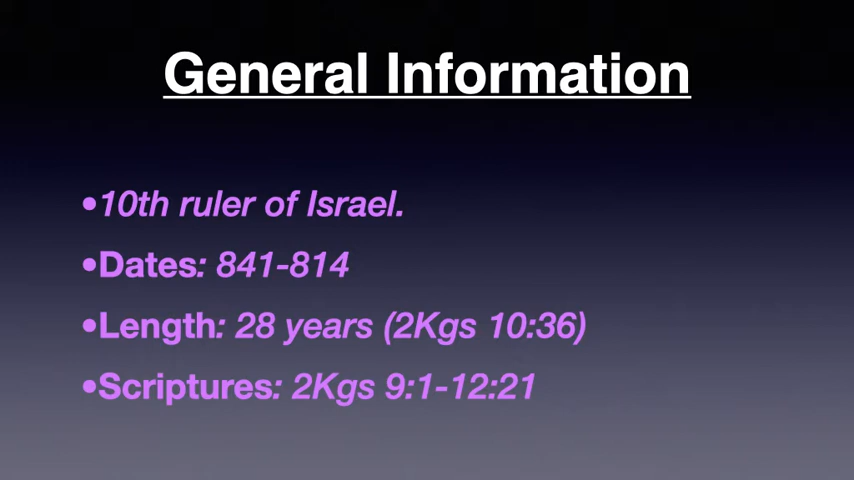 General Information
•10th ruler of Israel.
•Dates: 841-814
•Length: 28 years (2Kgs 10:36)
•Scriptures: 2Kgs 9:1-12:21